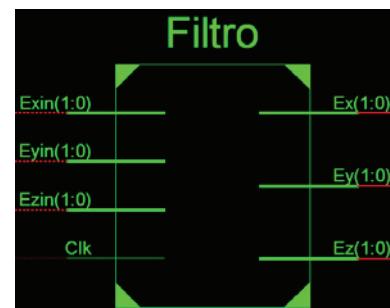 Filtro
Exin(1:0)
Ex(1:0)
Eyin(1:0)
Ey(1:0)
Ezin(1:0)
Clk
Ez(1:0)